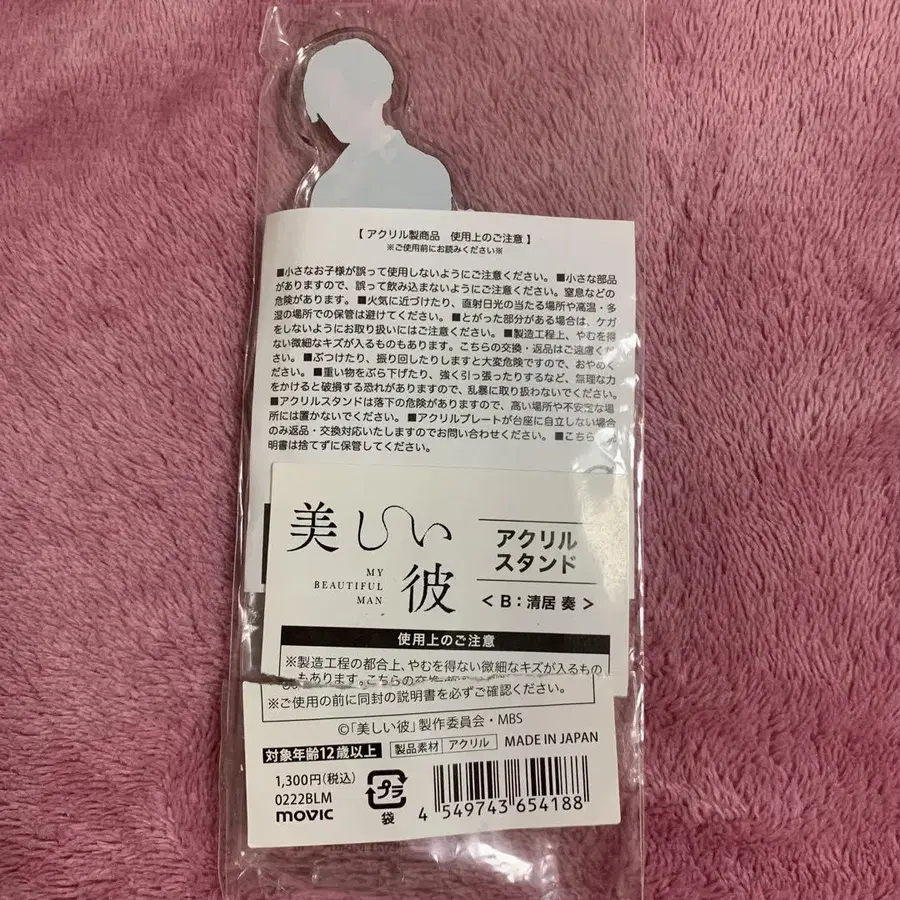 【 アクリル製商品 使用上のご注意 】
※ご使用前にお読みください※
■小さなお子様が誤って使用しないようにご注意ください。 ■小さな部品
がありますので、誤って飲み込まないようにご注意ください。窒息などの
危険があります。 ■火気に近づけたり、直射日光の当たる場所や高温・多
湿の場所での保管は避けてください。 ■とがった部分がある場合は、ケガ
をしないようにお取り扱いにはご注意ください。 ■製造工程上、やむを得
ない微細なキズが入るものもあります。こちらの交換・返品はご遠慮くだ
さい。 ■ぶつけたり、振り回したりしますと大変危険ですので、おやめく
ださい。 ■重い物をぶら下げたり、強く引っ張ったりするなど、無理な力
をかけると破損する恐れがありますので、乱暴に取り扱わないでください。
■アクリルスタンドは落下の危険がありますので、高い場所や不安定な場
所には置かないでください。 ■アクリルプレートが台座に自立しない場合
のみ返品・交換対応いたしますのでお問い合わせください。 ■こちら
明書は捨てずに保管してください。
美しい彼
MY
BEAUTIFUL
MAN
アクリル
スタンド
< B：清居 奏 >
使用上のご注意
※製造工程の都合上、やむを得ない微細なキズが入るもの
もあります。こちらの交換
※ご使用の前に同封の説明書を必ずご確認ください。
©「美しい彼」製作委員会・MBS
対象年齢12歳以上 製品素材 アクリル MADE IN JAPAN
1,300円(税込)
0222BLM
movic
プラ
袋
4 549743 654188